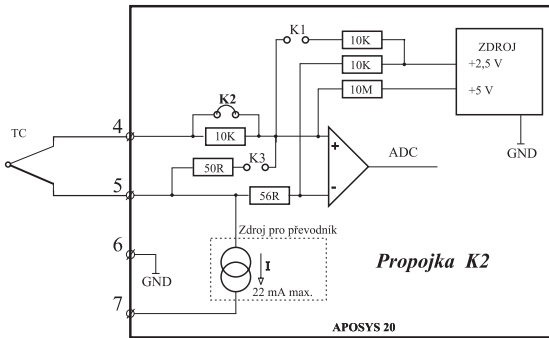 K1
10K
ZDROJ
10K
+2,5 V
K2
10M
+5 V
TC
4
10K
+
GND
ADC
50R
K3
5
56R
-
Zdroj pro převodník
6
I
Propojka K2
GND
22 mA max.
7
APOSYS 20